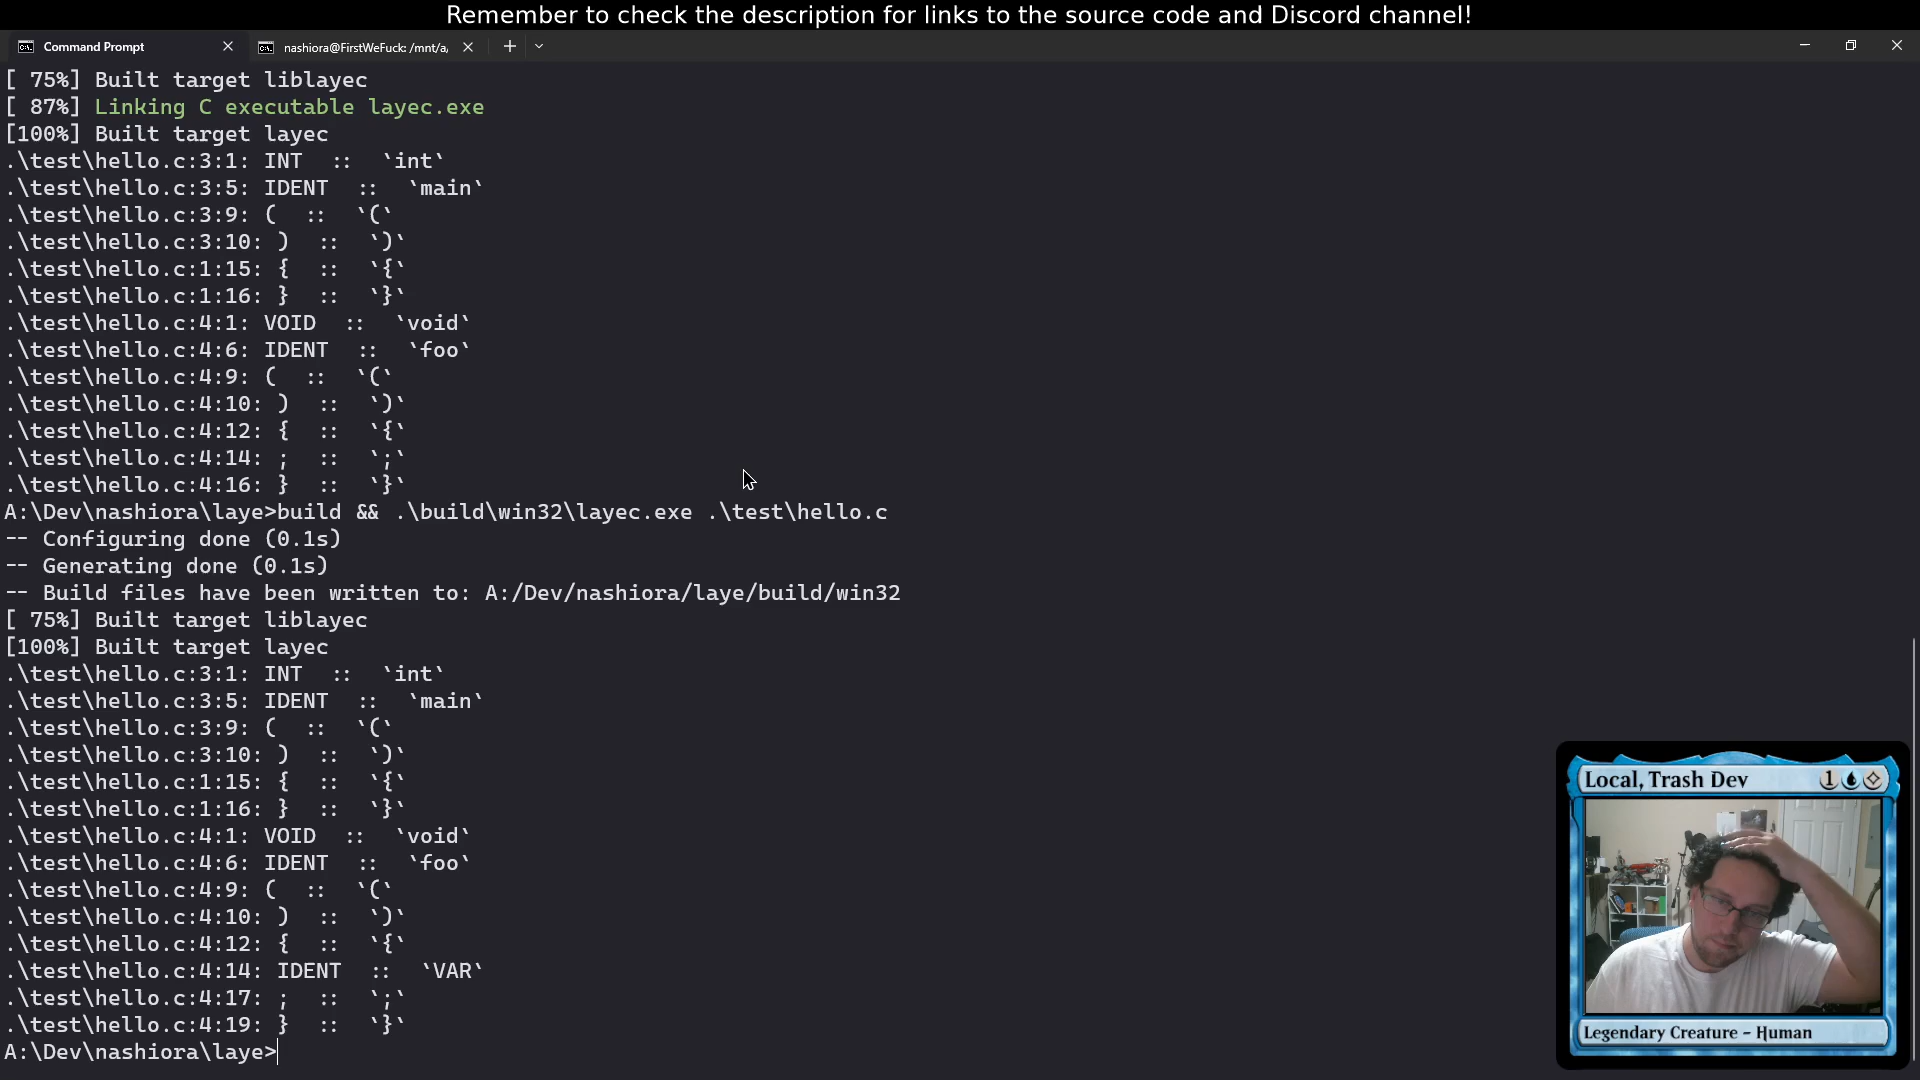 Remember to check the description for links to the source code and Discord channel!
Command Prompt
nashiora@FirstWeFuck: /mnt/a/
[ 75%] Built target liblayec
[ 87%] Linking C executable layec.exe
[100%] Built target layec
.\test\hello.c:3:1: INT  ::  `int`
.\test\hello.c:3:5: IDENT  ::  `main`
.\test\hello.c:3:9: (  ::  `(`
.\test\hello.c:3:10: )  ::  `)`
.\test\hello.c:1:15: {  ::  `{`
.\test\hello.c:1:16: }  ::  `}`
.\test\hello.c:4:1: VOID  ::  `void`
.\test\hello.c:4:6: IDENT  ::  `foo`
.\test\hello.c:4:9: (  ::  `(`
.\test\hello.c:4:10: )  ::  `)`
.\test\hello.c:4:12: {  ::  `{`
.\test\hello.c:4:14: ;  ::  `;`
.\test\hello.c:4:16: }  ::  `}`
A:\Dev\nashiora\laye>build && .\build\win32\layec.exe .\test\hello.c
-- Configuring done (0.1s)
-- Generating done (0.1s)
-- Build files have been written to: A:/Dev/nashiora/laye/build/win32
[ 75%] Built target liblayec
[100%] Built target layec
.\test\hello.c:3:1: INT  ::  `int`
.\test\hello.c:3:5: IDENT  ::  `main`
.\test\hello.c:3:9: (  ::  `(`
.\test\hello.c:3:10: )  ::  `)`
.\test\hello.c:1:15: {  ::  `{`
.\test\hello.c:1:16: }  ::  `}`
.\test\hello.c:4:1: VOID  ::  `void`
.\test\hello.c:4:6: IDENT  ::  `foo`
.\test\hello.c:4:9: (  ::  `(`
.\test\hello.c:4:10: )  ::  `)`
.\test\hello.c:4:12: {  ::  `{`
.\test\hello.c:4:14: IDENT  ::  `VAR`
.\test\hello.c:4:17: ;  ::  `;`
.\test\hello.c:4:19: }  ::  `}`
A:\Dev\nashiora\laye>
Local, Trash Dev 1
Legendary Creature – Human